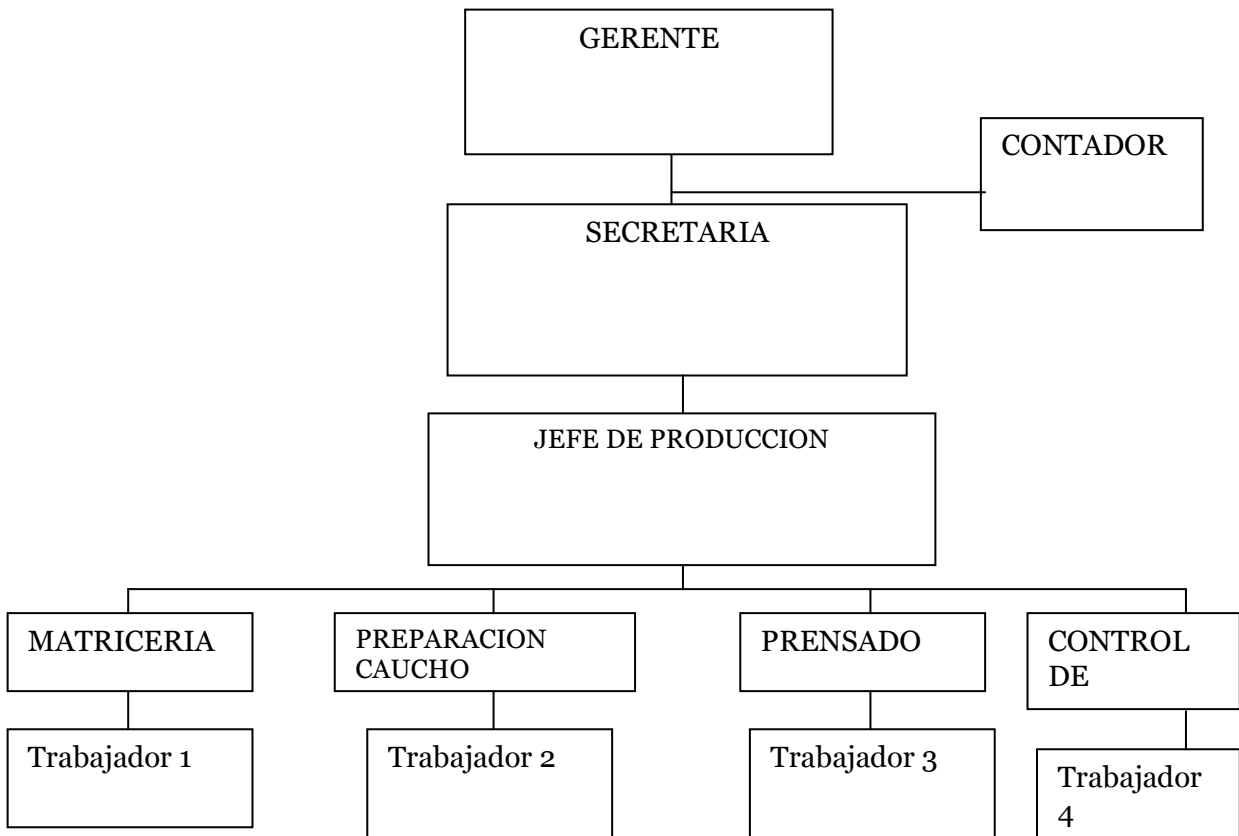 GERENTE
CONTADOR
SECRETARIA
JEFE DE PRODUCCION
MATRICERIA
PREPARACION
CAUCHO
PRENSADO
CONTROL
DE
Trabajador 1
Trabajador 2
Trabajador 3
Trabajador
4